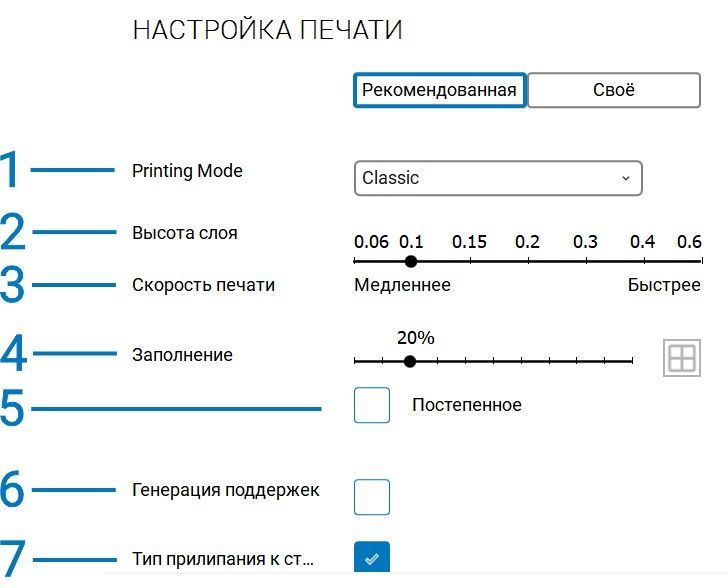 НАСТРОЙКА ПЕЧАТИ
Рекомендованная Своё
1 Printing Mode Classic
2 Высота слоя 0.06 0.1 0.15 0.2 0.3 0.4 0.6
3 Скорость печати Медленнее Быстрее
20%
4 Заполнение
5 Постепенное
6 Генерация поддержек
7 Тип прилипания к ст...